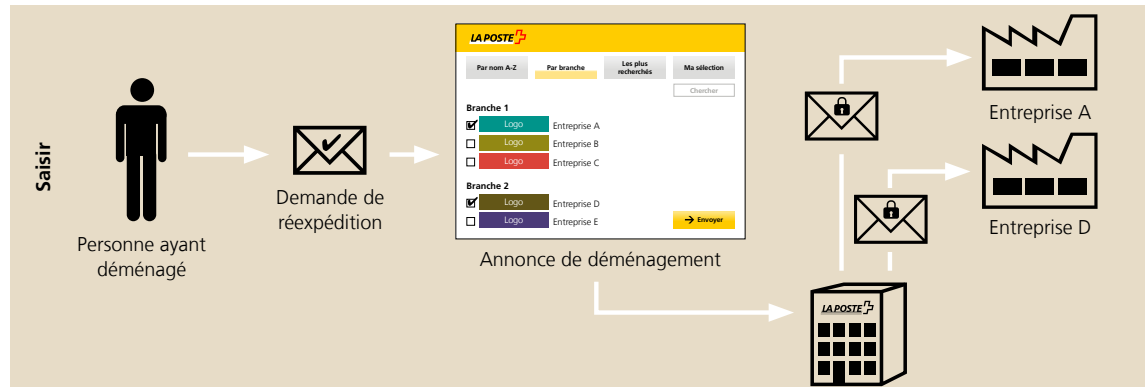 Saisir
Personne ayant
déménagé
Demande de
réexpédition
LA POSTE
Par nom A-Z
Par branche
Les plus
recherchés
Ma sélection
Chercher
Branche 1
Logo Entreprise A
Logo Entreprise B
Logo Entreprise C
Branche 2
Logo Entreprise D
Logo Entreprise E
→ Envoyer
Annonce de déménagement
LA POSTE
Entreprise A
Entreprise D